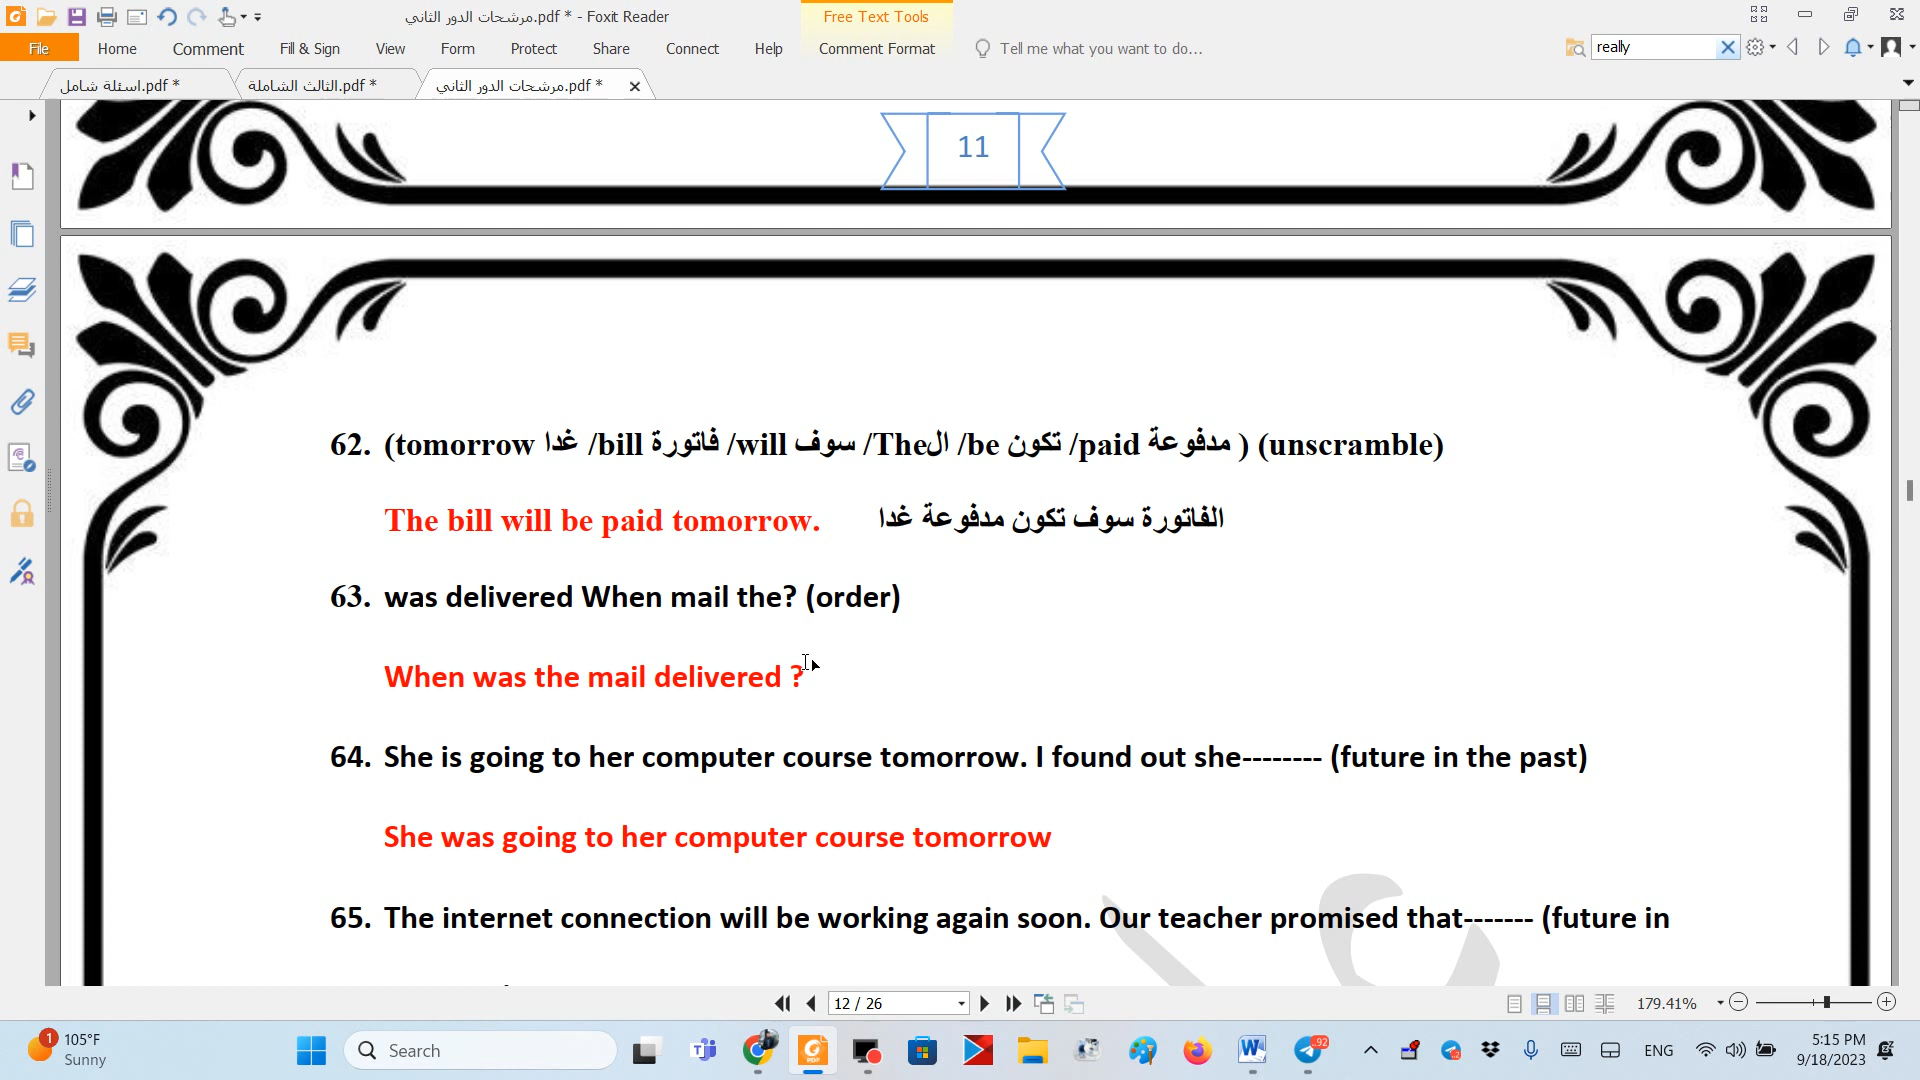 مرشحات الدور الثاني.pdf * - Foxit Reader
Free Text Tools
File Home Comment Fill & Sign View Form Protect Share Connect Help Comment Format Tell me what you want to do... really
اسئلة شامل.pdf * الثالث الشاملة.pdf * مرشحات الدور الثاني.pdf *
11
62. (tomorrow غدا /bill فاتورة /will سوف /The ال /be تكون /paid مدفوعة ) (unscramble)
The bill will be paid tomorrow. الفاتورة سوف تكون مدفوعة غدا
63. was delivered When mail the? (order)
When was the mail delivered ?
64. She is going to her computer course tomorrow. I found out she-------- (future in the past)
She was going to her computer course tomorrow
65. The internet connection will be working again soon. Our teacher promised that------- (future in
12 / 26 179.41%
1 105°F Sunny Search 92 ENG 5:15 PM 9/18/2023